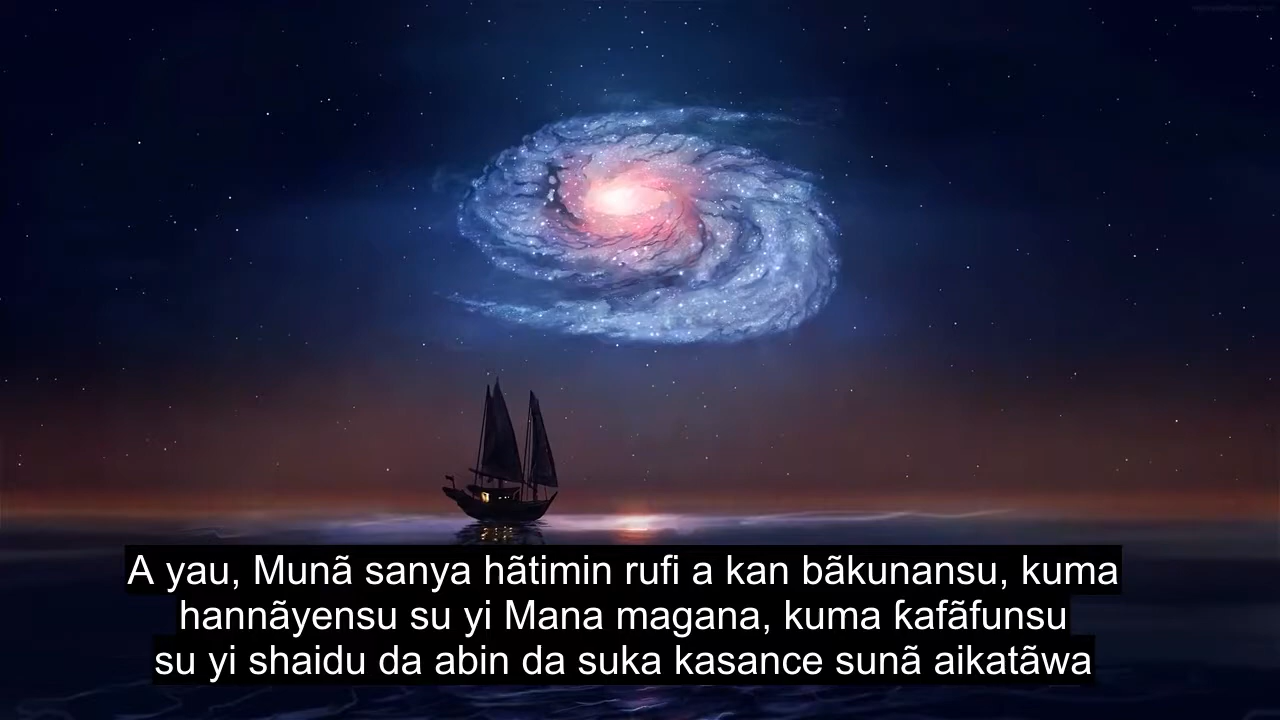 A yau, Munã sanya hãtimin rufi a kan bãkunansu, kuma
hannãyensu su yi Mana magana, kuma ƙafãfunsu
su yi shaidu da abin da suka kasance sunã aikatãwa